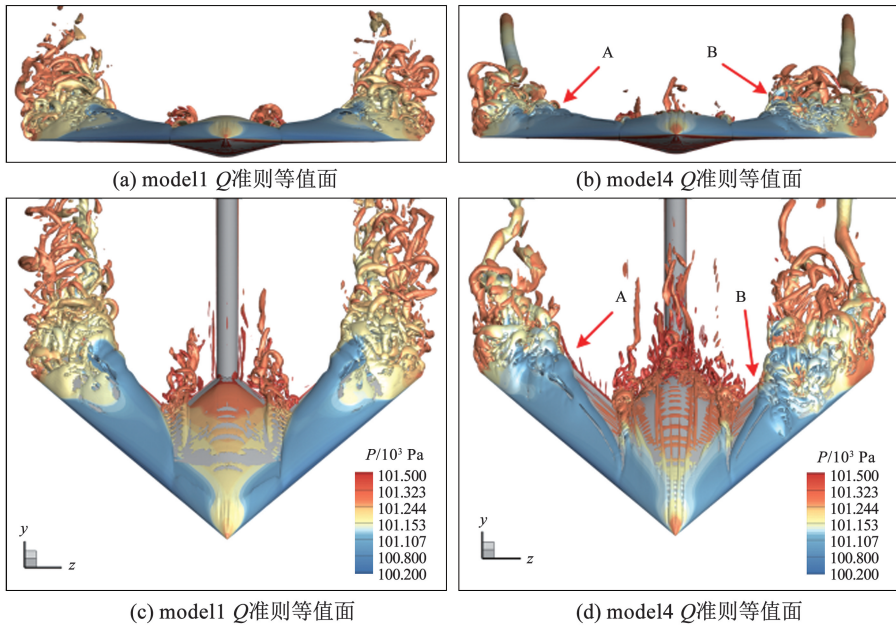 A
B
(a) model1 Q准则等值面
(b) model4 Q准则等值面
A
B
P/10³ Pa
101.500
101.323
101.244
101.153
101.107
100.800
100.200
y
z
P/10³ Pa
101.500
101.323
101.244
101.153
101.107
100.800
100.200
y
z
(c) model1 Q准则等值面
(d) model4 Q准则等值面